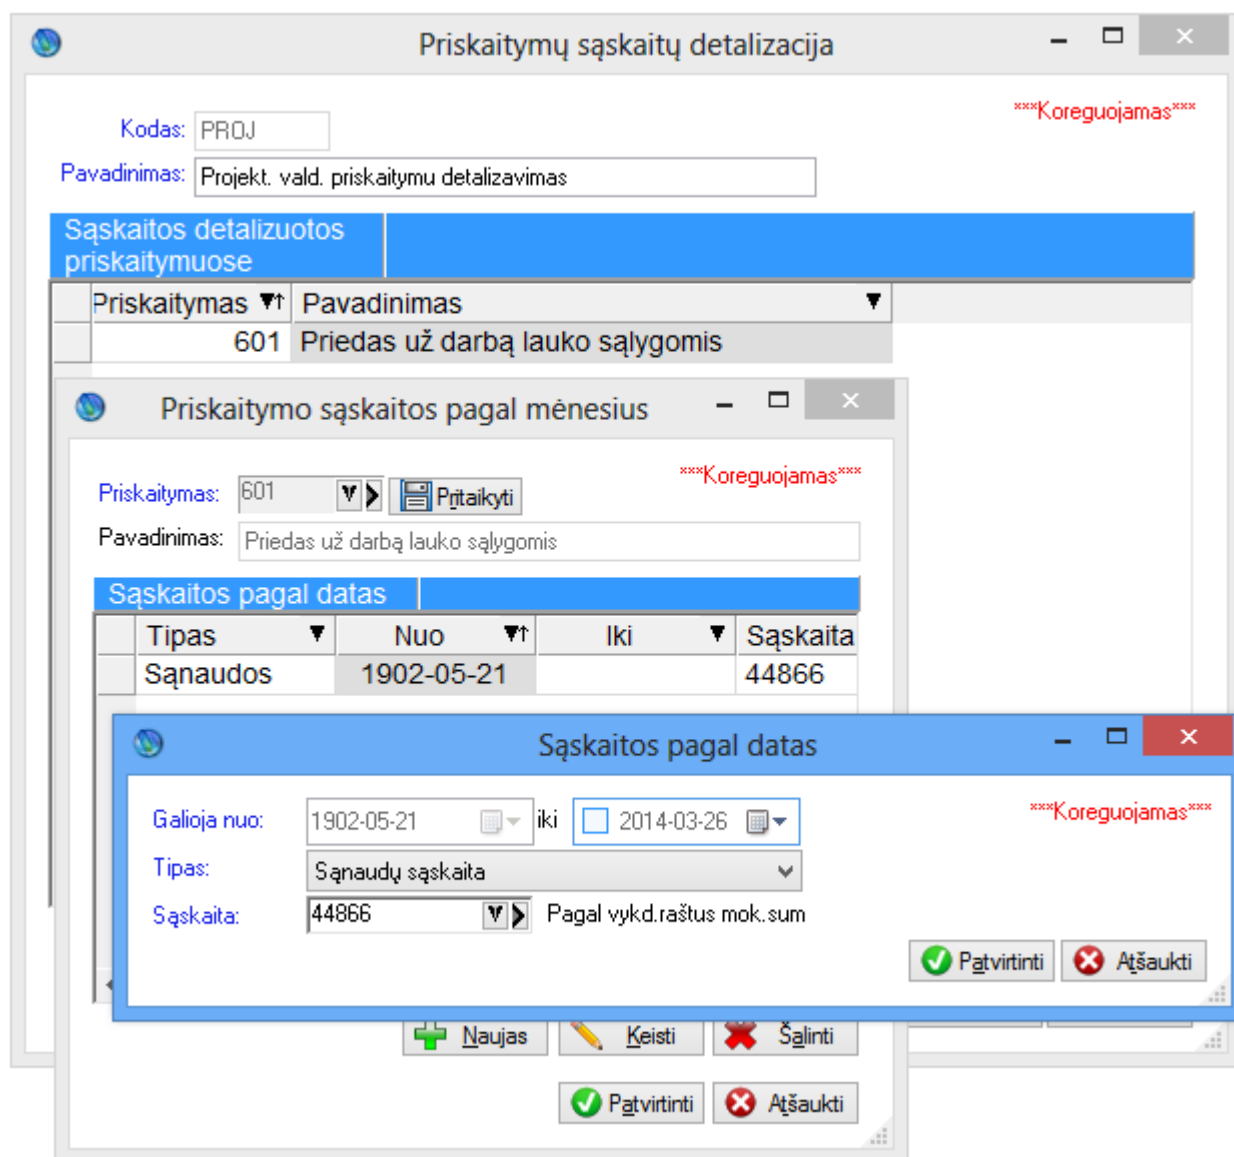 Priskaitymų sąskaitų detalizacija
***Koreguojamas***
Kodas: PROJ
Pavadinimas: Projekt. vald. priskaitymu detalizavimas
Sąskaitos detalizuotos
priskaitymuose
Priskaitymas Pavadinimas
601 Priedas už darbą lauko sąlygomis
Priskaitymo sąskaitos pagal mėnesius
***Koreguojamas***
Priskaitymas: 601 Pritaikyti
Pavadinimas: Priedas už darbą lauko sąlygomis
Sąskaitos pagal datas
Tipas Nuo Iki Sąskaita
Sąnaudos 1902-05-21 44866
Sąskaitos pagal datas
***Koreguojamas***
Galioja nuo: 1902-05-21 iki 2014-03-26
Tipas: Sąnaudų sąskaita
Sąskaita: 44866 Pagal vykd.raštus mok.sum
Patvirtinti Atšaukti
Naujas Keisti Šalinti
Patvirtinti Atšaukti